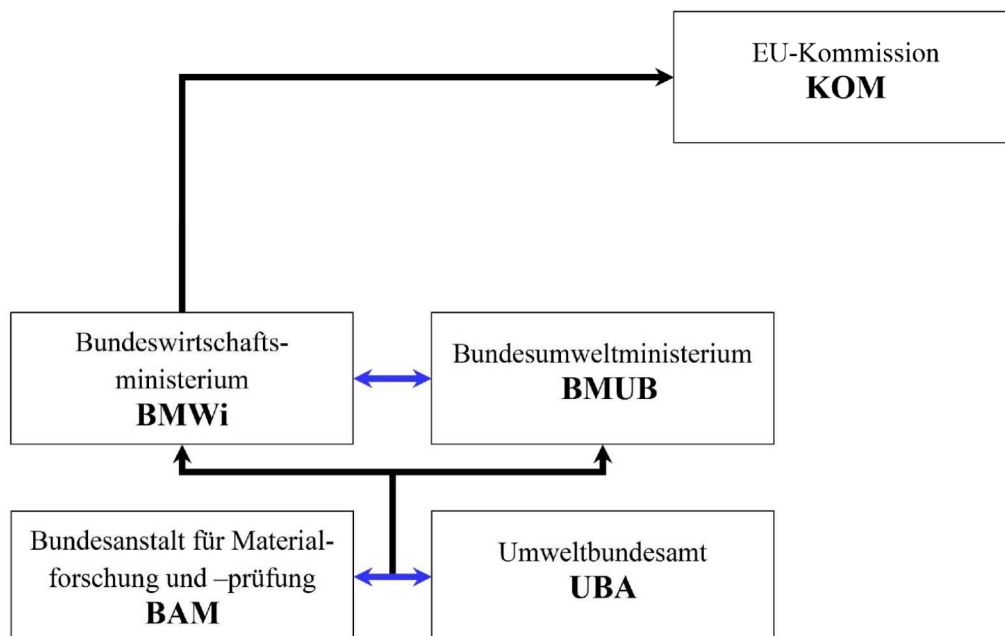 EU-Kommission
KOM
Bundeswirtschafts-
ministerium
BMWi
Bundesumweltministerium
BMUB
Bundesanstalt für Material-
forschung und –prüfung
BAM
Umweltbundesamt
UBA